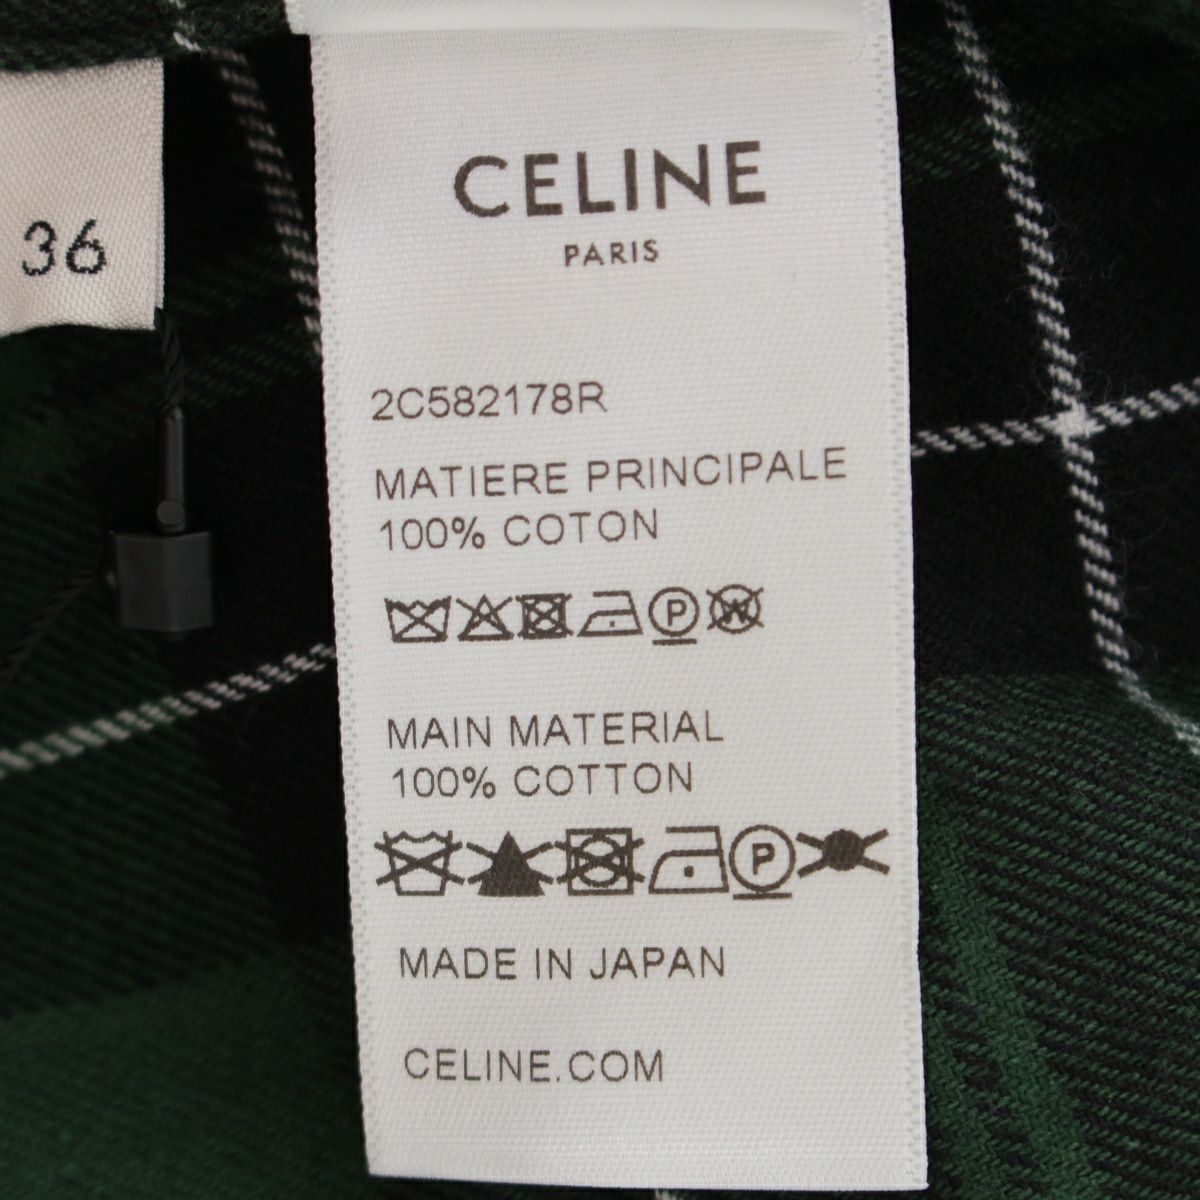 36
CELINE
PARIS
2C582178R
MATIERE PRINCIPALE
100% COTON
P W
MAIN MATERIAL
100% COTTON
P
MADE IN JAPAN
CELINE.COM